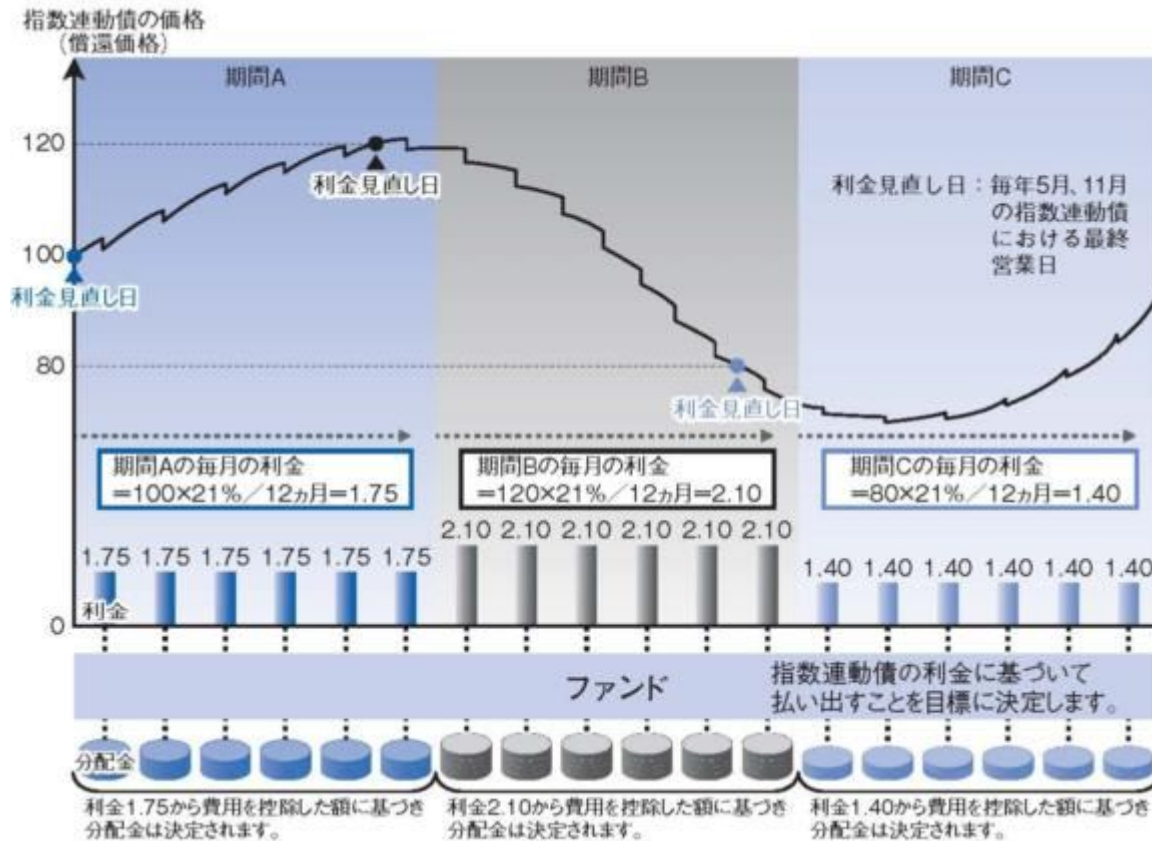 指数連動債の価格
（償還価格）
期間A
期間B
期間C
120
100
80
0
利金見直し日
利金見直し日
利金見直し日
利金見直し日：毎年5月、11月
の指数連動債
における最終
営業日
期間Aの毎月の利金
＝100×21％／12ヵ月＝1.75
期間Bの毎月の利金
＝120×21％／12ヵ月＝2.10
期間Cの毎月の利金
＝80×21％／12ヵ月＝1.40
1.75 1.75 1.75 1.75 1.75 1.75
2.10 2.10 2.10 2.10 2.10 2.10
1.40 1.40 1.40 1.40 1.40 1.40
利金
ファンド
指数連動債の利金に基づいて
払い出すことを目標に決定します。
分配金
利金1.75から費用を控除した額に基づき
分配金は決定されます。
利金2.10から費用を控除した額に基づき
分配金は決定されます。
利金1.40から費用を控除した額に基づき
分配金は決定されます。